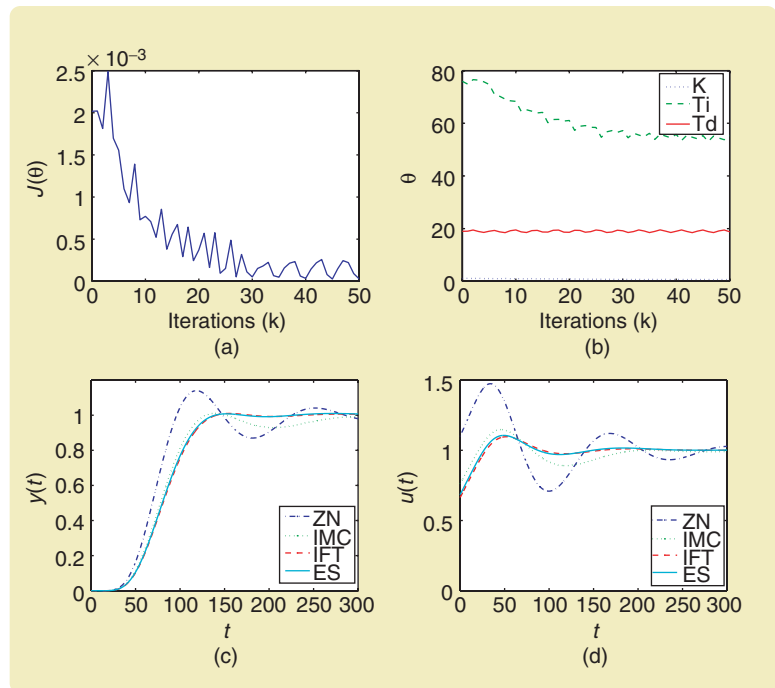 × 10–3
2.5
2
1.5
1
0.5
0
J(θ)
0 10 20 30 40 50
Iterations (k)
(a)
80
60
40
20
0
θ
K
Ti
Td
0 10 20 30 40 50
Iterations (k)
(b)
1
0.8
0.6
0.4
0.2
0
y(t)
ZN
IMC
IFT
ES
0 50 100 150 200 250 300
t
(c)
1.5
1
0.5
0
u(t)
ZN
IMC
IFT
ES
0 50 100 150 200 250 300
t
(d)